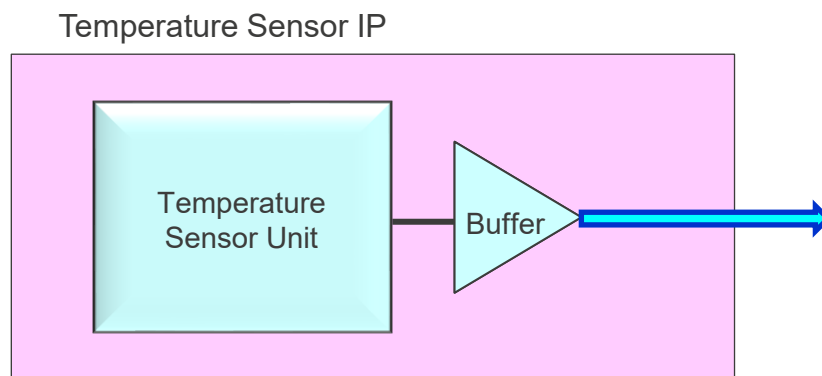 Temperature Sensor IP
Temperature
Sensor Unit
Buffer